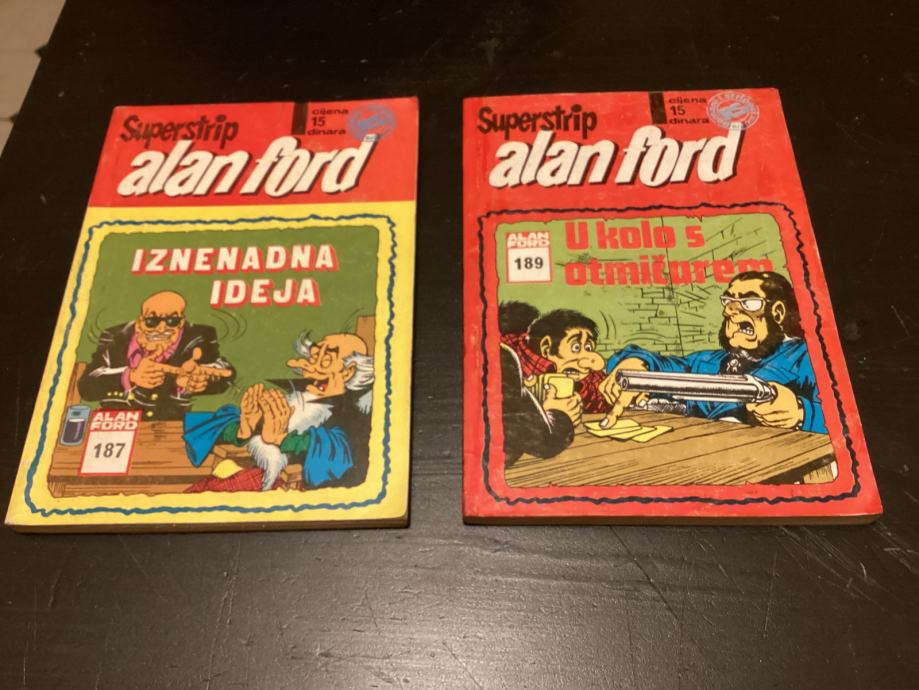 Superstrip
cijena
15
dinara
alan ford
IZNENADNA
IDEJA
ALAN
FORD
187
Superstrip
cijena
15
dinara
alan ford
ALAN
FORD
189
U kolo s
otmičarem